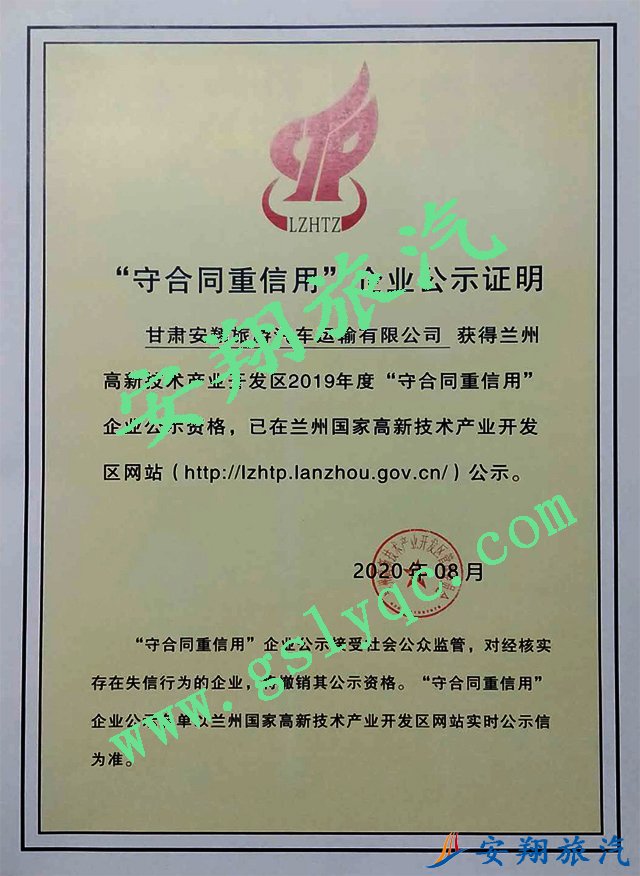 LZHTZ
“守合同重信用”企业公示证明
甘肃安翔旅游汽车运输有限公司 获得兰州
高新技术产业开发区2019年度“守合同重信用”
企业公示资格，已在兰州国家高新技术产业开发
区网站（http://lzhtp.lanzhou.gov.cn/）公示。
安翔旅汽
2020年08月
www.gslyqc.com
“守合同重信用”企业公示接受社会公众监管，对经核实
存在失信行为的企业，将撤销其公示资格。“守合同重信用”
企业公示名单以兰州国家高新技术产业开发区网站实时公示信
为准。
安翔旅汽